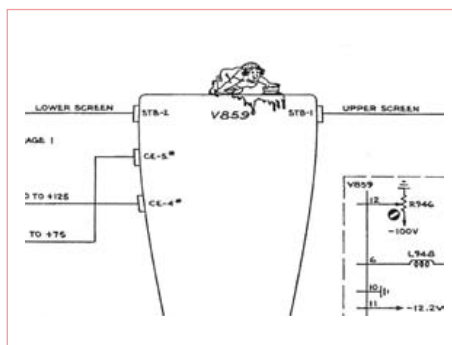 LOWER SCREEN
STB-2
V859
STB-1
UPPER SCREEN
AGE 1
CE-5
V859
12
R946
CE-4
TO +125
-100V
TO +75
6
L948
10
11
-12.2V